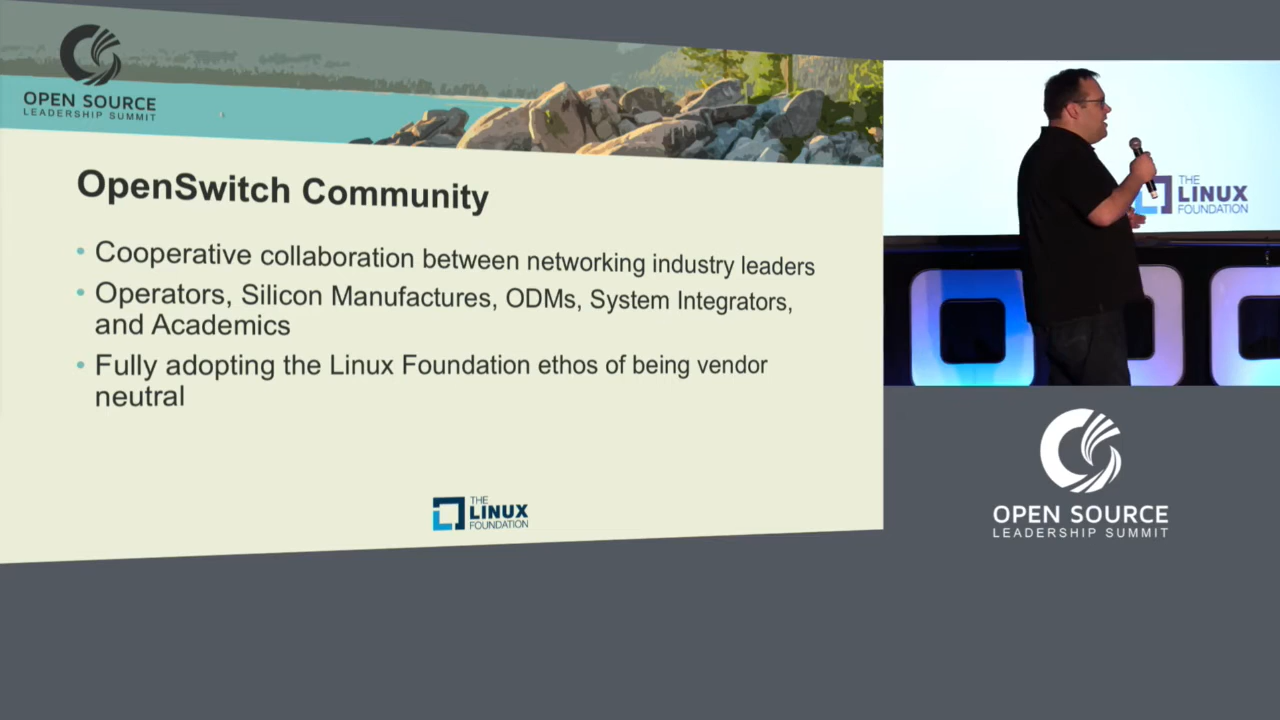 OPEN SOURCE
LEADERSHIP SUMMIT
OpenSwitch Community
• Cooperative collaboration between networking industry leaders
• Operators, Silicon Manufactures, ODMs, System Integrators,
and Academics
• Fully adopting the Linux Foundation ethos of being vendor
neutral
THE
LINUX
FOUNDATION
THE
LINUX
FOUNDATION
OPEN SOURCE
LEADERSHIP SUMMIT